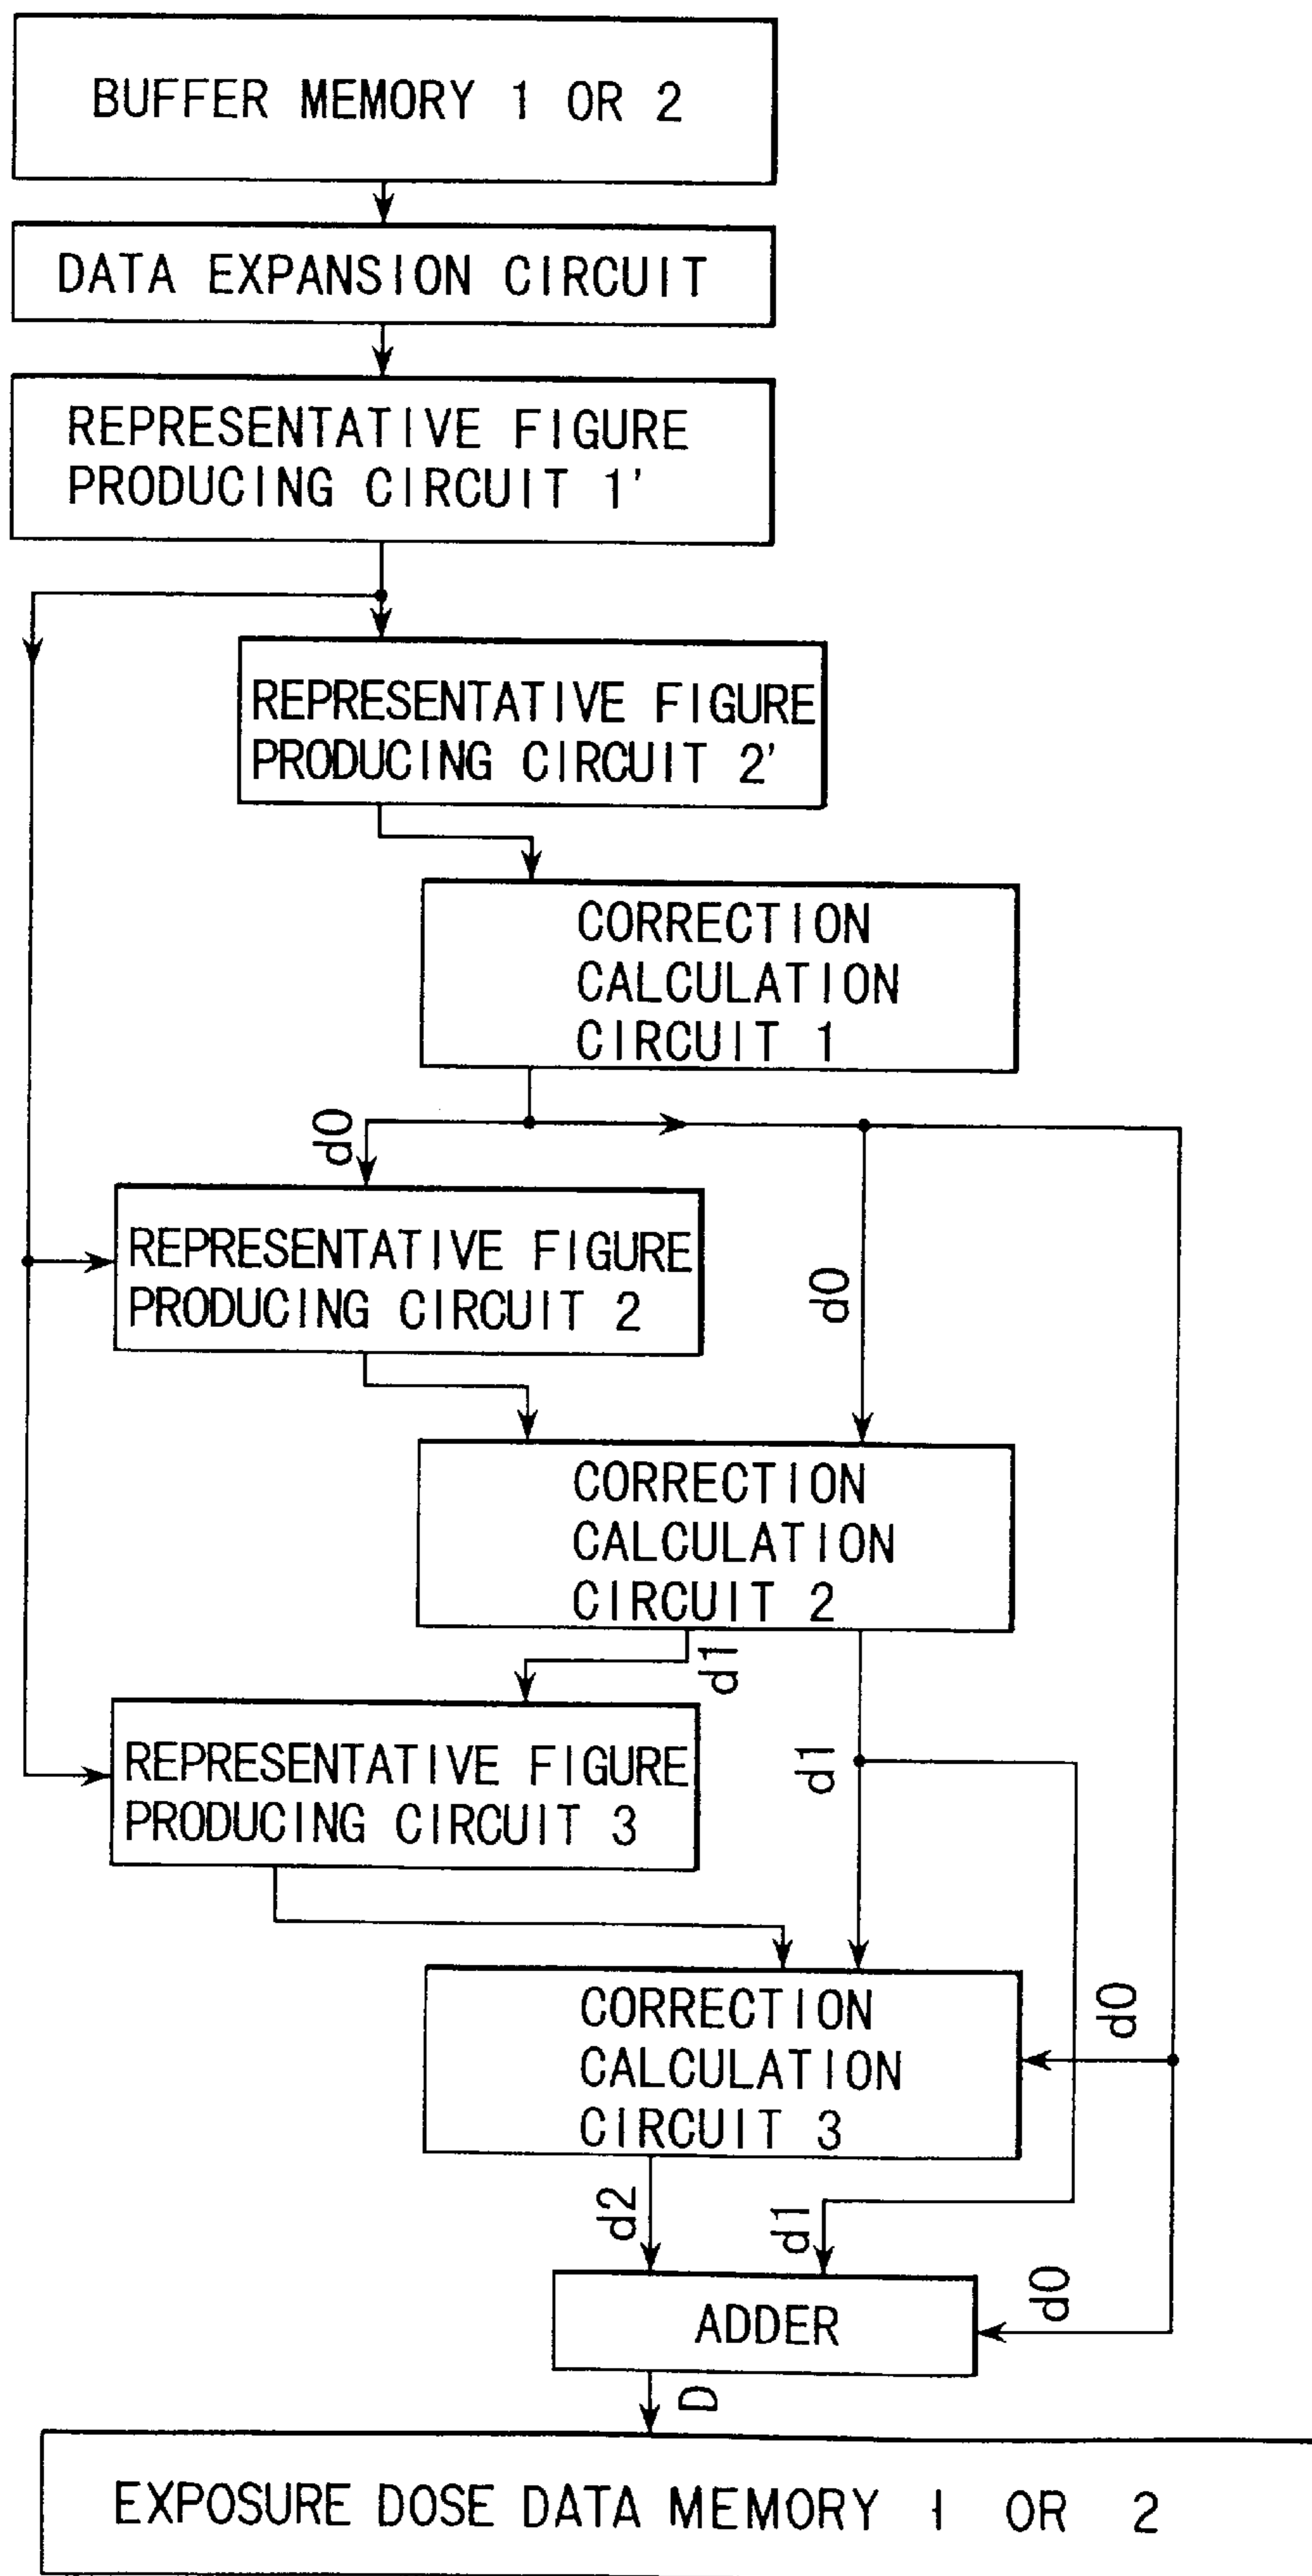 BUFFER MEMORY 1 OR 2
DATA EXPANSION CIRCUIT
REPRESENTATIVE FIGURE
PRODUCING CIRCUIT 1'
REPRESENTATIVE FIGURE
PRODUCING CIRCUIT 2'
CORRECTION
CALCULATION
CIRCUIT 1
d0
REPRESENTATIVE FIGURE
PRODUCING CIRCUIT 2
d0
CORRECTION
CALCULATION
CIRCUIT 2
d1
REPRESENTATIVE FIGURE
PRODUCING CIRCUIT 3
d1
CORRECTION
CALCULATION
CIRCUIT 3
d0
d2
d1
d0
ADDER
D
EXPOSURE DOSE DATA MEMORY 1 OR 2